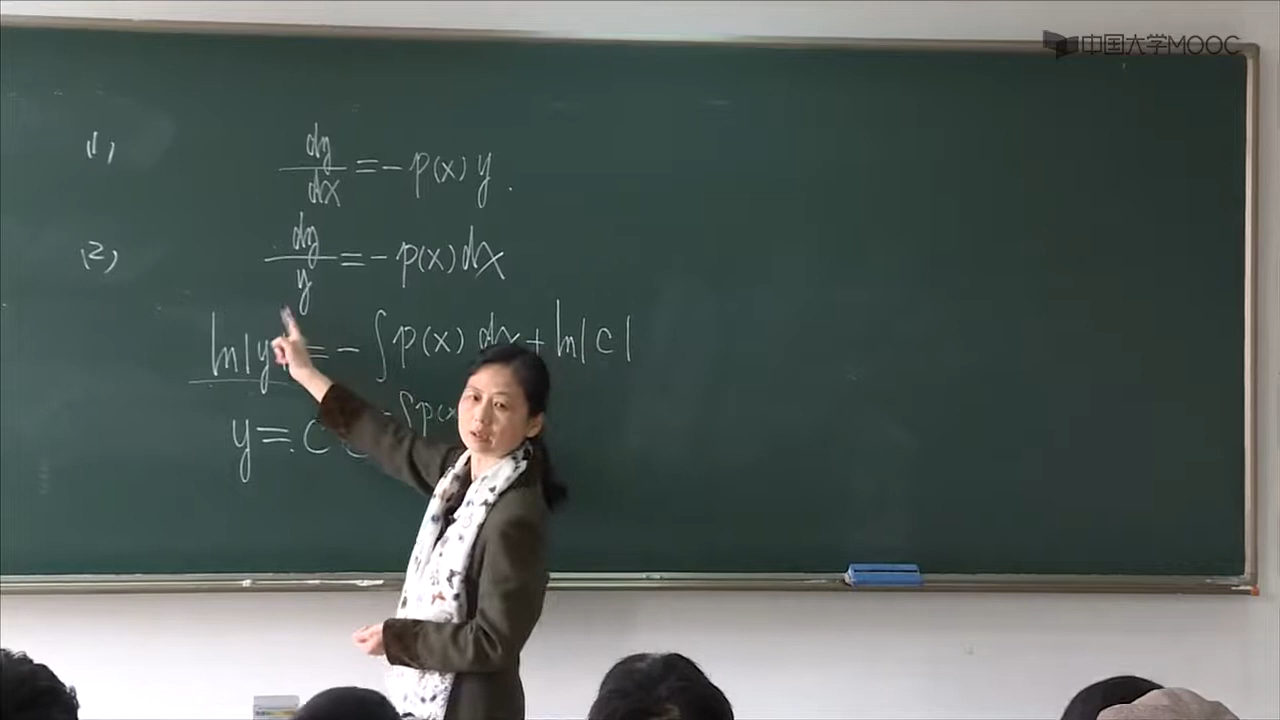 中国大学MOOC
(1) dy/dx = - p(x) y .
(2) dy/y = - p(x) dx
ln|y| = - ∫ p(x) dx + ln|C|
y = C e - ∫p(x